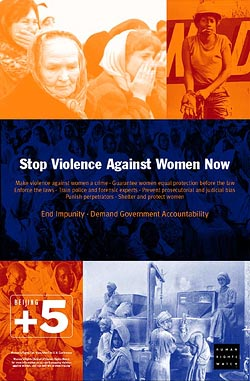 Stop Violence Against Women Now
Make violence against women a crime · Guarantee women equal protection before the law
Enforce the laws · Train police and forensic experts · Prevent prosecutorial and judicial bias
Punish perpetrators · Shelter and protect women
End Impunity · Demand Government Accountability
BEIJING
+5
HUMAN
RIGHTS
WATCH